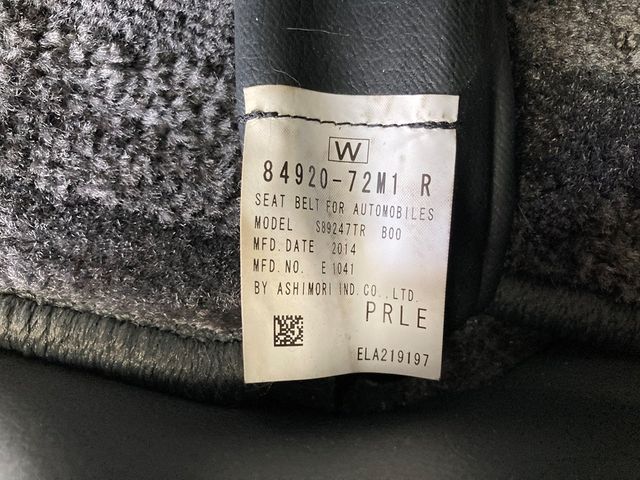 W
84920-72M1 R
SEAT BELT FOR AUTOMOBILES
MODEL S89247TR B00
MFD. DATE 2014
MFD. NO. E1041
BY ASHIMORI IND. CO., LTD.
PRLE
ELA219197